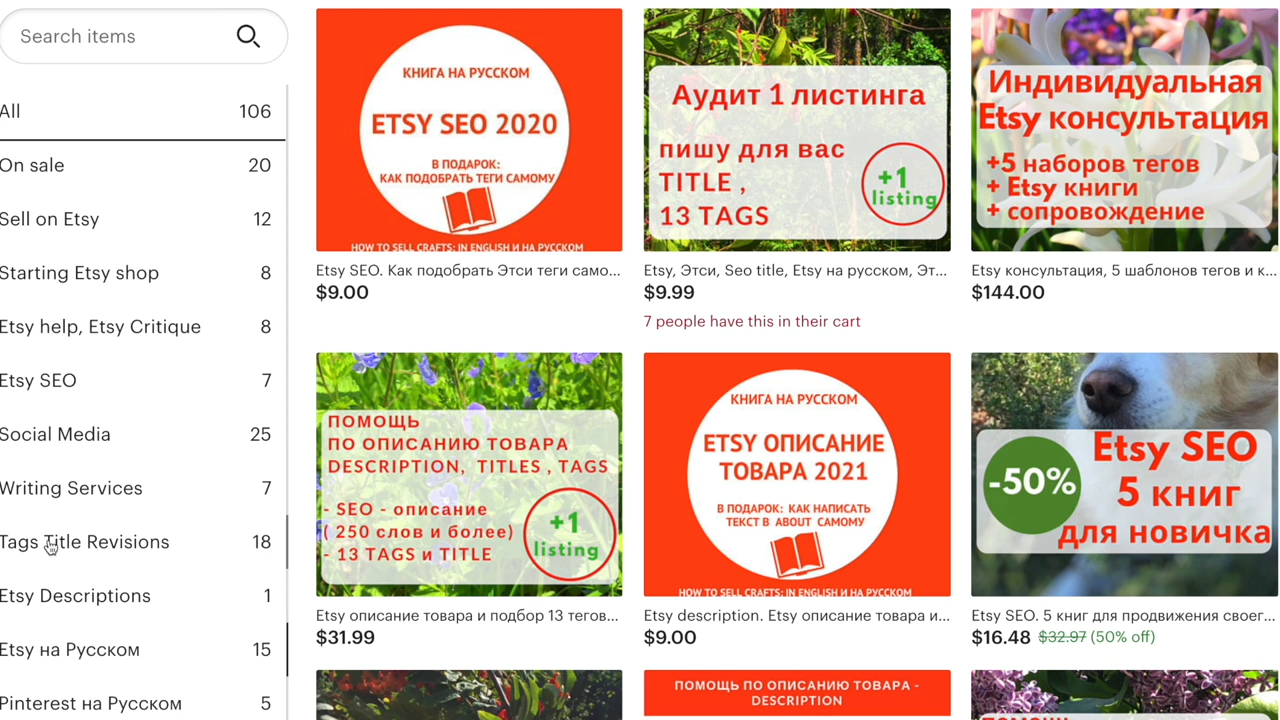 Search items
All 106
On sale 20
Sell on Etsy 12
Starting Etsy shop 8
Etsy help, Etsy Critique 8
Etsy SEO 7
Social Media 25
Writing Services 7
Tags Title Revisions 18
Etsy Descriptions 1
Etsy на Русском 15
Pinterest на Русском 5
КНИГА НА РУССКОМ
ETSY SEO 2020
В ПОДАРОК:
КАК ПОДОБРАТЬ ТЕГИ САМОМУ
HOW TO SELL CRAFTS: IN ENGLISH И НА РУССКОМ
Etsy SEO. Как подобрать Этси теги само...
$9.00
Аудит 1 листинга
пишу для вас
TITLE ,
13 TAGS
+1
listing
Etsy, Этси, Seo title, Etsy на русском, Эт...
$9.99
7 people have this in their cart
Индивидуальная
Etsy консультация
+5 наборов тегов
+ Etsy книги
+ сопровождение
Etsy консультация, 5 шаблонов тегов и к...
$144.00
ПОМОЩЬ
ПО ОПИСАНИЮ ТОВАРА
DESCRIPTION, TITLES , TAGS
- SEO - описание
( 250 слов и более)
- 13 TAGS и TITLE
+1
listing
Etsy описание товара и подбор 13 тегов...
$31.99
КНИГА НА РУССКОМ
ETSY ОПИСАНИЕ
ТОВАРА 2021
В ПОДАРОК: КАК НАПИСАТЬ
ТЕКСТ В ABOUT САМОМУ
HOW TO SELL CRAFTS: IN ENGLISH И НА РУССКОМ
Etsy description. Etsy описание товара и...
$9.00
-50%
Etsy SEO
5 книг
для новичка
Etsy SEO. 5 книг для продвижения своег...
$16.48 $32.97 (50% off)
ПОМОЩЬ ПО ОПИСАНИЮ ТОВАРА -
DESCRIPTION